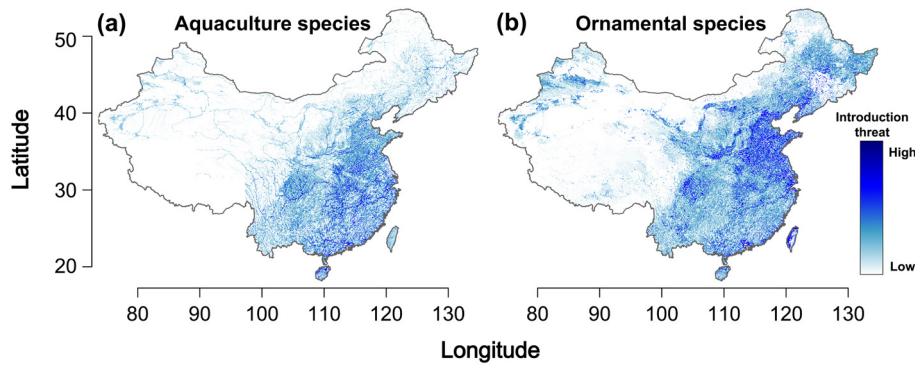 (a) Aquaculture species
(b) Ornamental species
50
40
30
20
Latitude
Introduction
threat
High
Low
80 90 100 110 120 130
80 90 100 110 120 130
Longitude